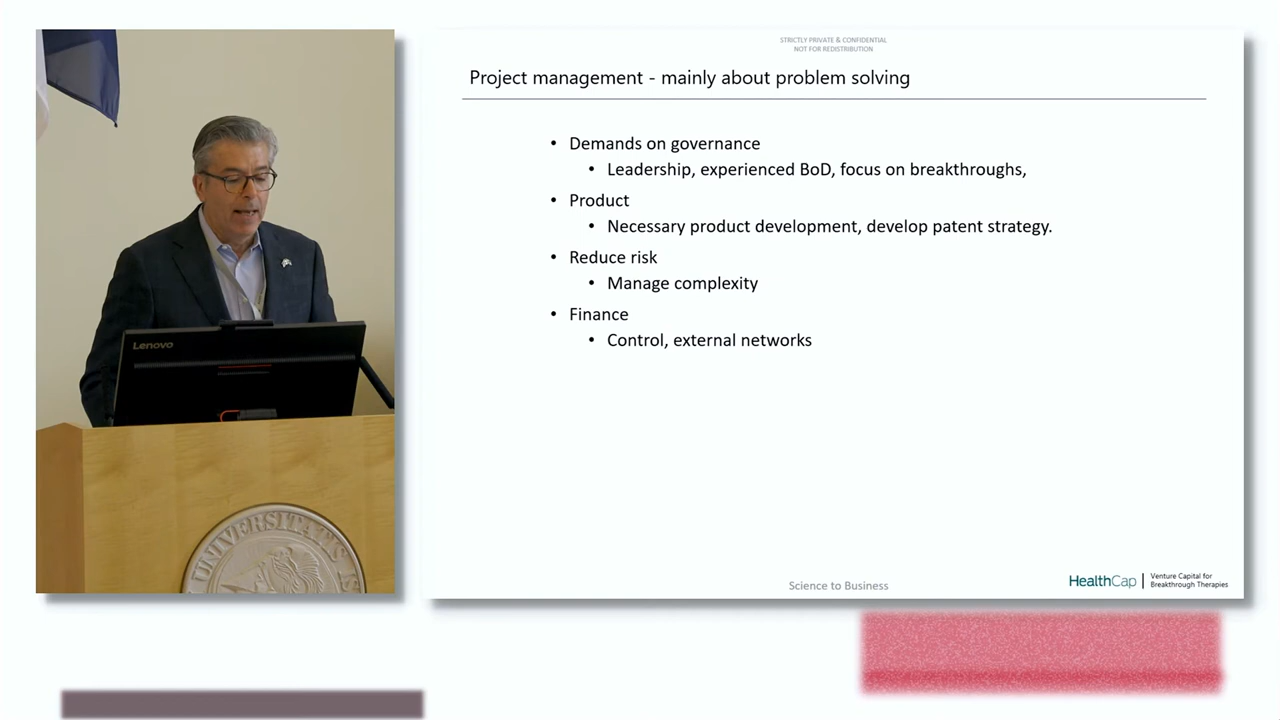 STRICTLY PRIVATE & CONFIDENTIAL
NOT FOR REDISTRIBUTION
Project management - mainly about problem solving
• Demands on governance
• Leadership, experienced BoD, focus on breakthroughs,
• Product
• Necessary product development, develop patent strategy.
• Reduce risk
• Manage complexity
• Finance
• Control, external networks
Science to Business
HealthCap
Venture Capital for
Breakthrough Therapies
Lenovo
UNIVERSITATIS